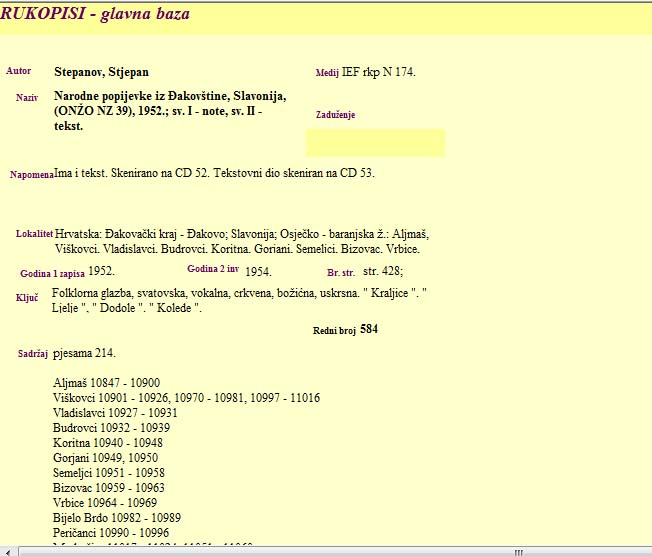 RUKOPISI - glavna baza
Autor Stepanov, Stjepan Medij IEF rkp N 174.
Naziv Narodne popijevke iz Đakovštine, Slavonija,
(ONŽO NZ 39), 1952.; sv. I - note, sv. II -
tekst.
Zaduženje
Napomena Ima i tekst. Skenirano na CD 52. Tekstovni dio skeniran na CD 53.
Lokalitet Hrvatska: Đakovački kraj - Đakovo; Slavonija; Osječko - baranjska ž.: Aljmaš,
Viškovci. Vladislavci. Budrovci. Koritna. Gorjani. Semeljci. Bizovac. Vrbice.
Godina 1 zapisa 1952. Godina 2 inv 1954. Br. str. str. 428;
Ključ Folklorna glazba, svatovska, vokalna, crkvena, božićna, uskrsna. " Kraljice ". "
Ljelje ". " Dodole ". " Kolede ".
Redni broj 584
Sadržaj pjesama 214.
Aljmaš 10847 - 10900
Viškovci 10901 - 10926, 10970 - 10981, 10997 - 11016
Vladislavci 10927 - 10931
Budrovci 10932 - 10939
Koritna 10940 - 10948
Gorjani 10949, 10950
Semeljci 10951 - 10958
Bizovac 10959 - 10963
Vrbice 10964 - 10969
Bijelo Brdo 10982 - 10989
Peričanci 10990 - 10996